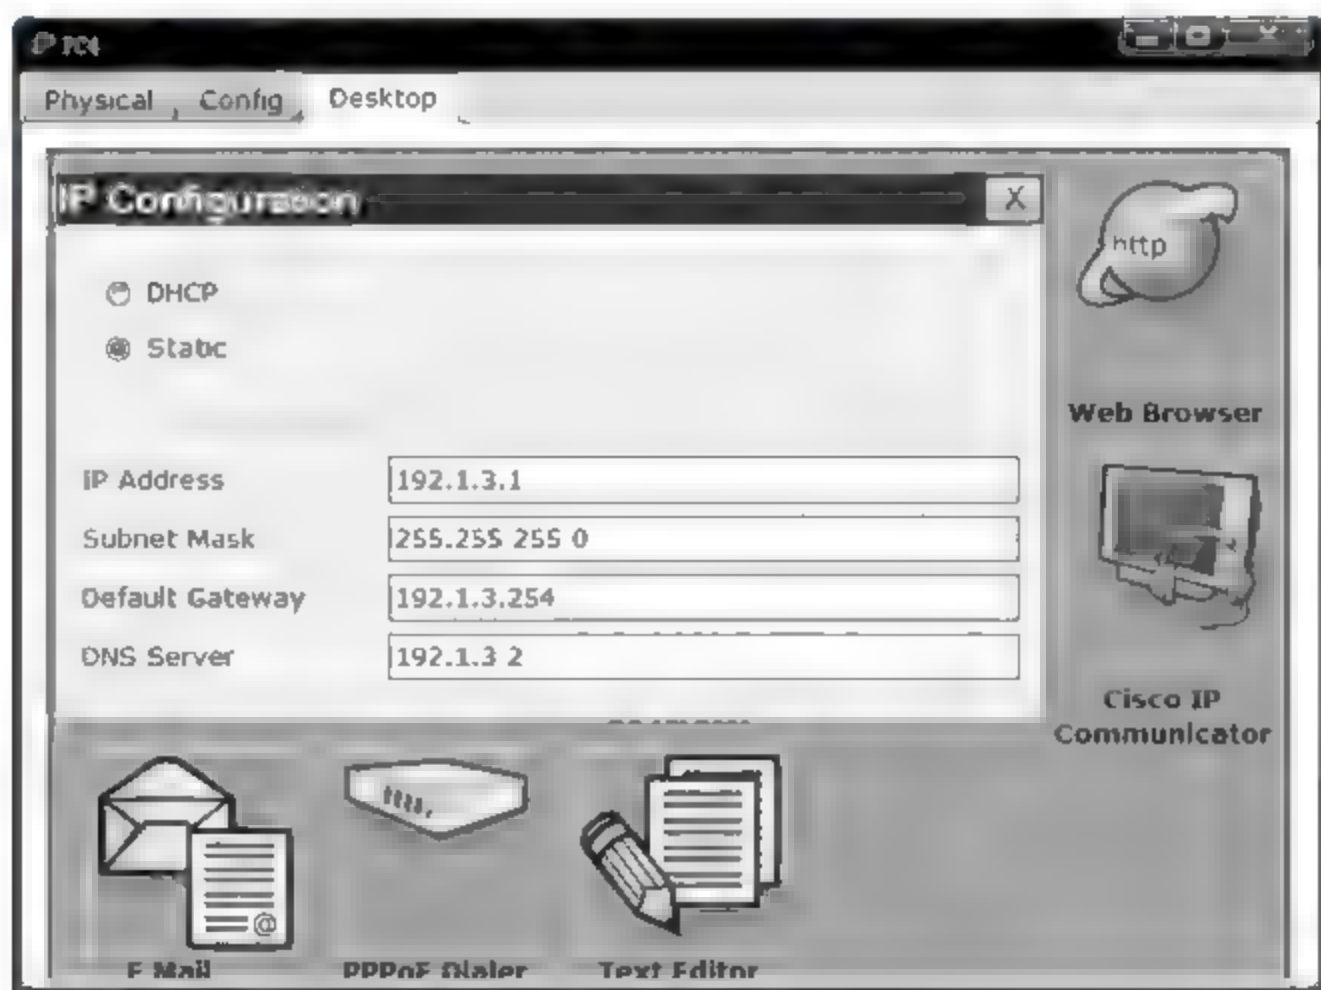 PC4
Physical Config Desktop
IP Configuration X
http
DHCP
Static
Web Browser
IP Address 192.1.3.1
Subnet Mask 255.255 255 0
Default Gateway 192.1.3.254
DNS Server 192.1.3 2
Cisco IP
Communicator
E Mail PPPoE Dialer Text Editor